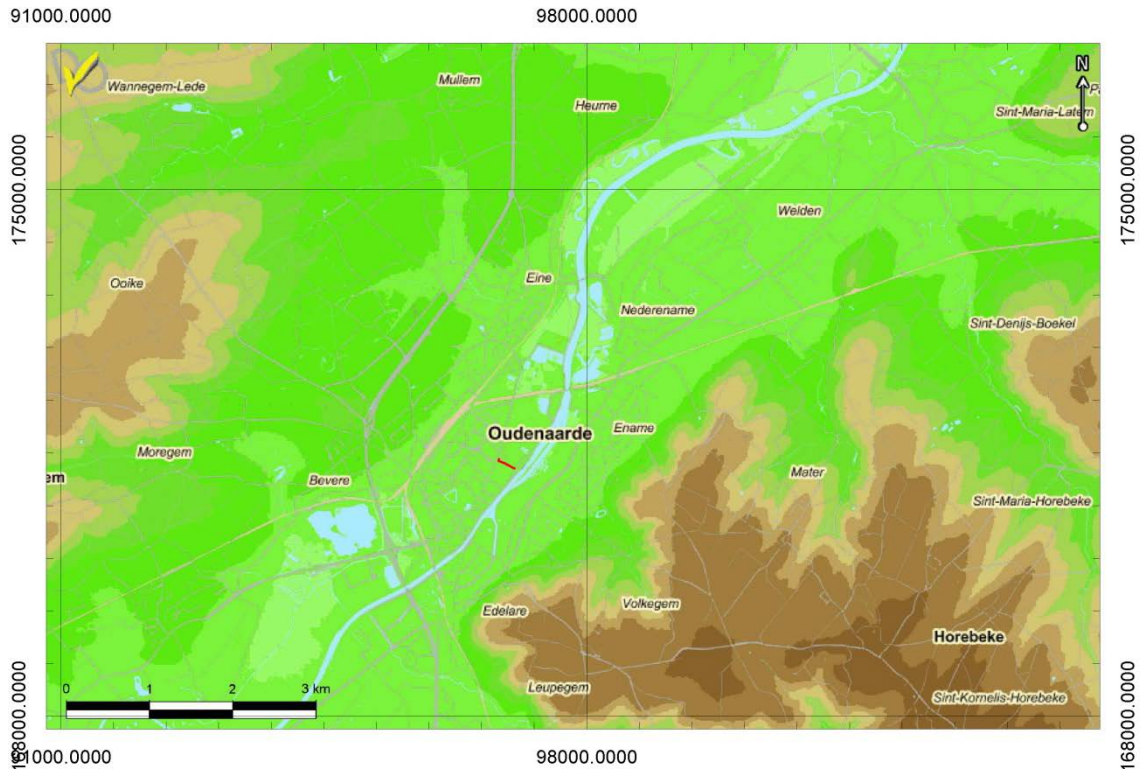 91000.0000 98000.0000
N
Wannegem-Lede
Mullem
Heurne
Sint-Maria-Latem
175000.0000
175000.0000
Welden
Ooike
Eine
Nederename
Sint-Denijs-Boekel
Oudenaarde
Ename
Moregem
Bevere
Mater
em
Sint-Maria-Horebeke
Edelare
Volkegem
Horebeke
Leupegem
Sint-Kornelis-Horebeke
0 1 2 3 km
168000.0000
168000.0000
91000.0000 98000.0000